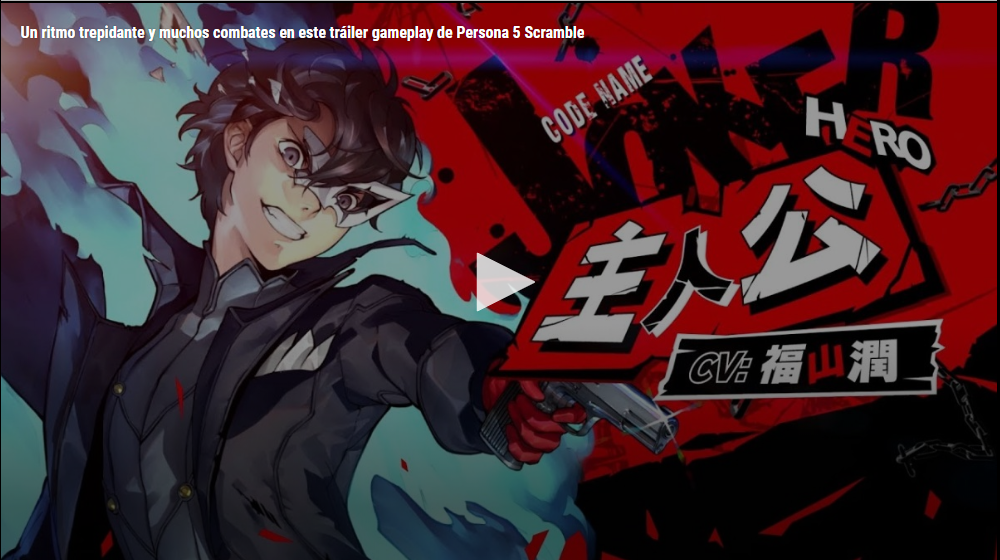 Un ritmo trepidante y muchos combates en este tráiler gameplay de Persona 5 Scramble
CODE NAME
JOKER
HERO
主人公
CV: 福山潤